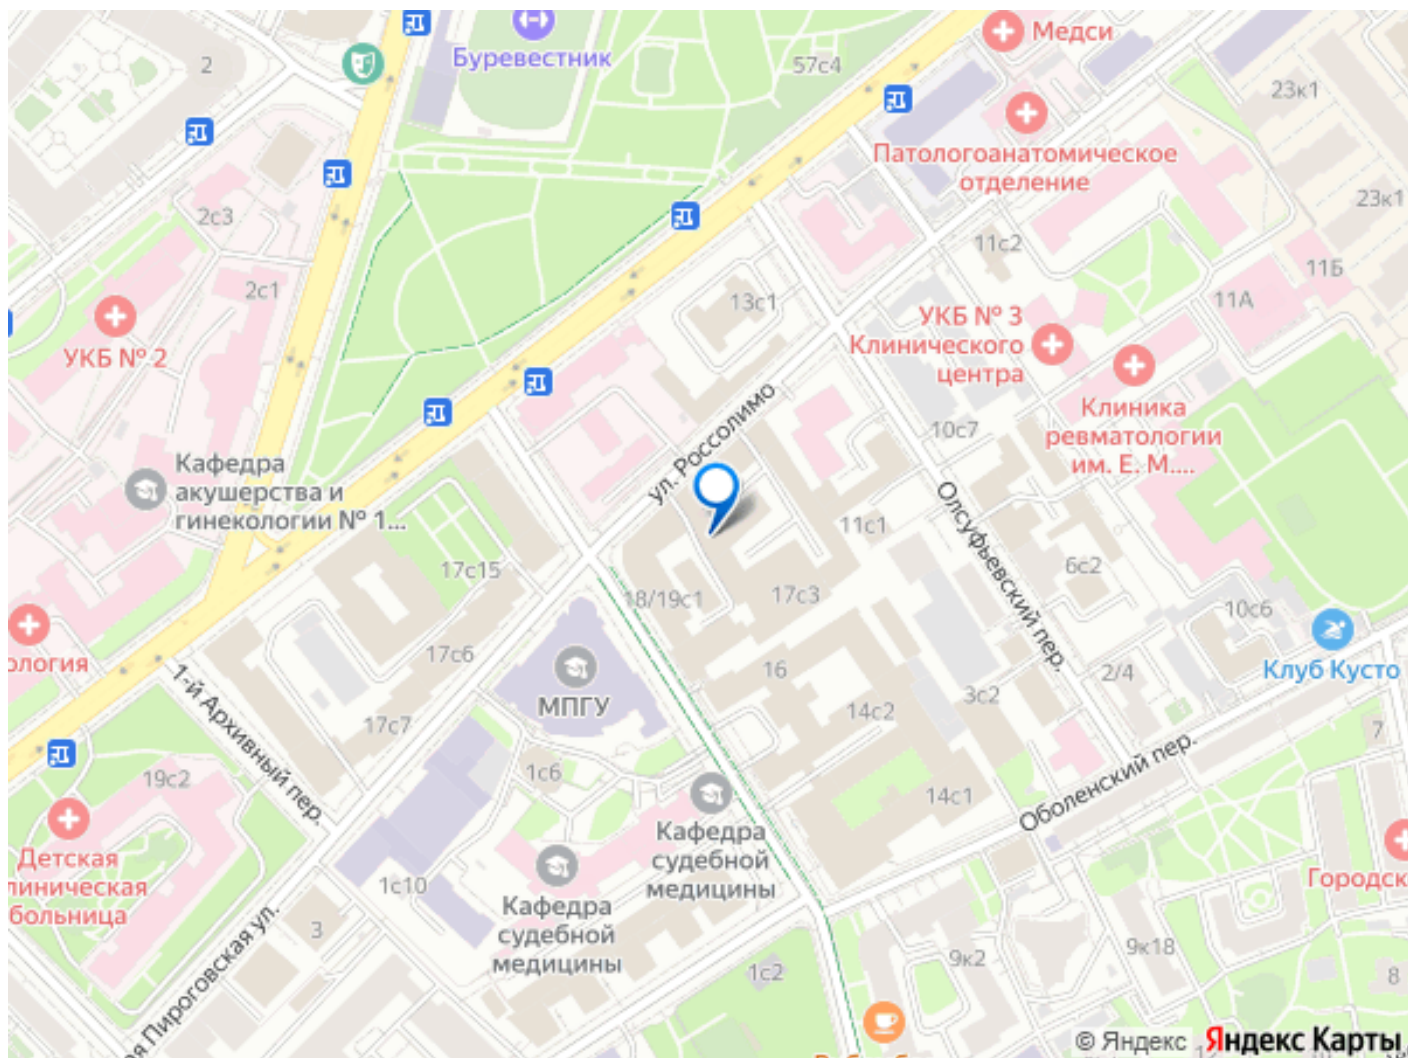 Буревестник
2
57с4
Медси
23к1
Патологоанатомическое
отделение
23к1
2с3
11с2
2с1
13с1
11Б
11А
УКБ № 2
УКБ № 3
Клинического
центра
Клиника
ревматологии
им. Е. М....
ул. Россолимо
10с7
Кафедра
акушерства и
гинекологии № 1...
Олсуфьевский пер.
11с1
17с15
18/19с1
17с3
6с2
10с6
ология
17с6
16
2/4
Клуб Кусто
МПГУ
3с2
14с2
17с7
1-й Архивный пер.
7
Оболенский пер.
19с2
1с6
14с1
Детская
линическая
больница
Кафедра
судебной
медицины
Городск
1с10
Кафедра
судебной
медицины
3
ая Пироговская ул.
9к18
9к2
1с2
8
© Яндекс Яндекс Карты